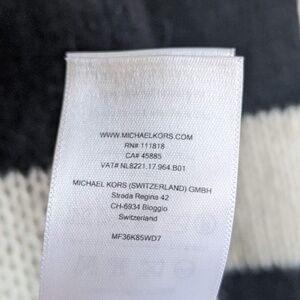 WWW.MICHAELKORS.COM
RN# 111818
CA# 45885
VAT# NL8221.17.964.B01
MICHAEL KORS (SWITZERLAND) GMBH
Strada Regina 42
CH-6934 Bioggio
Switzerland
MF36K85WD7